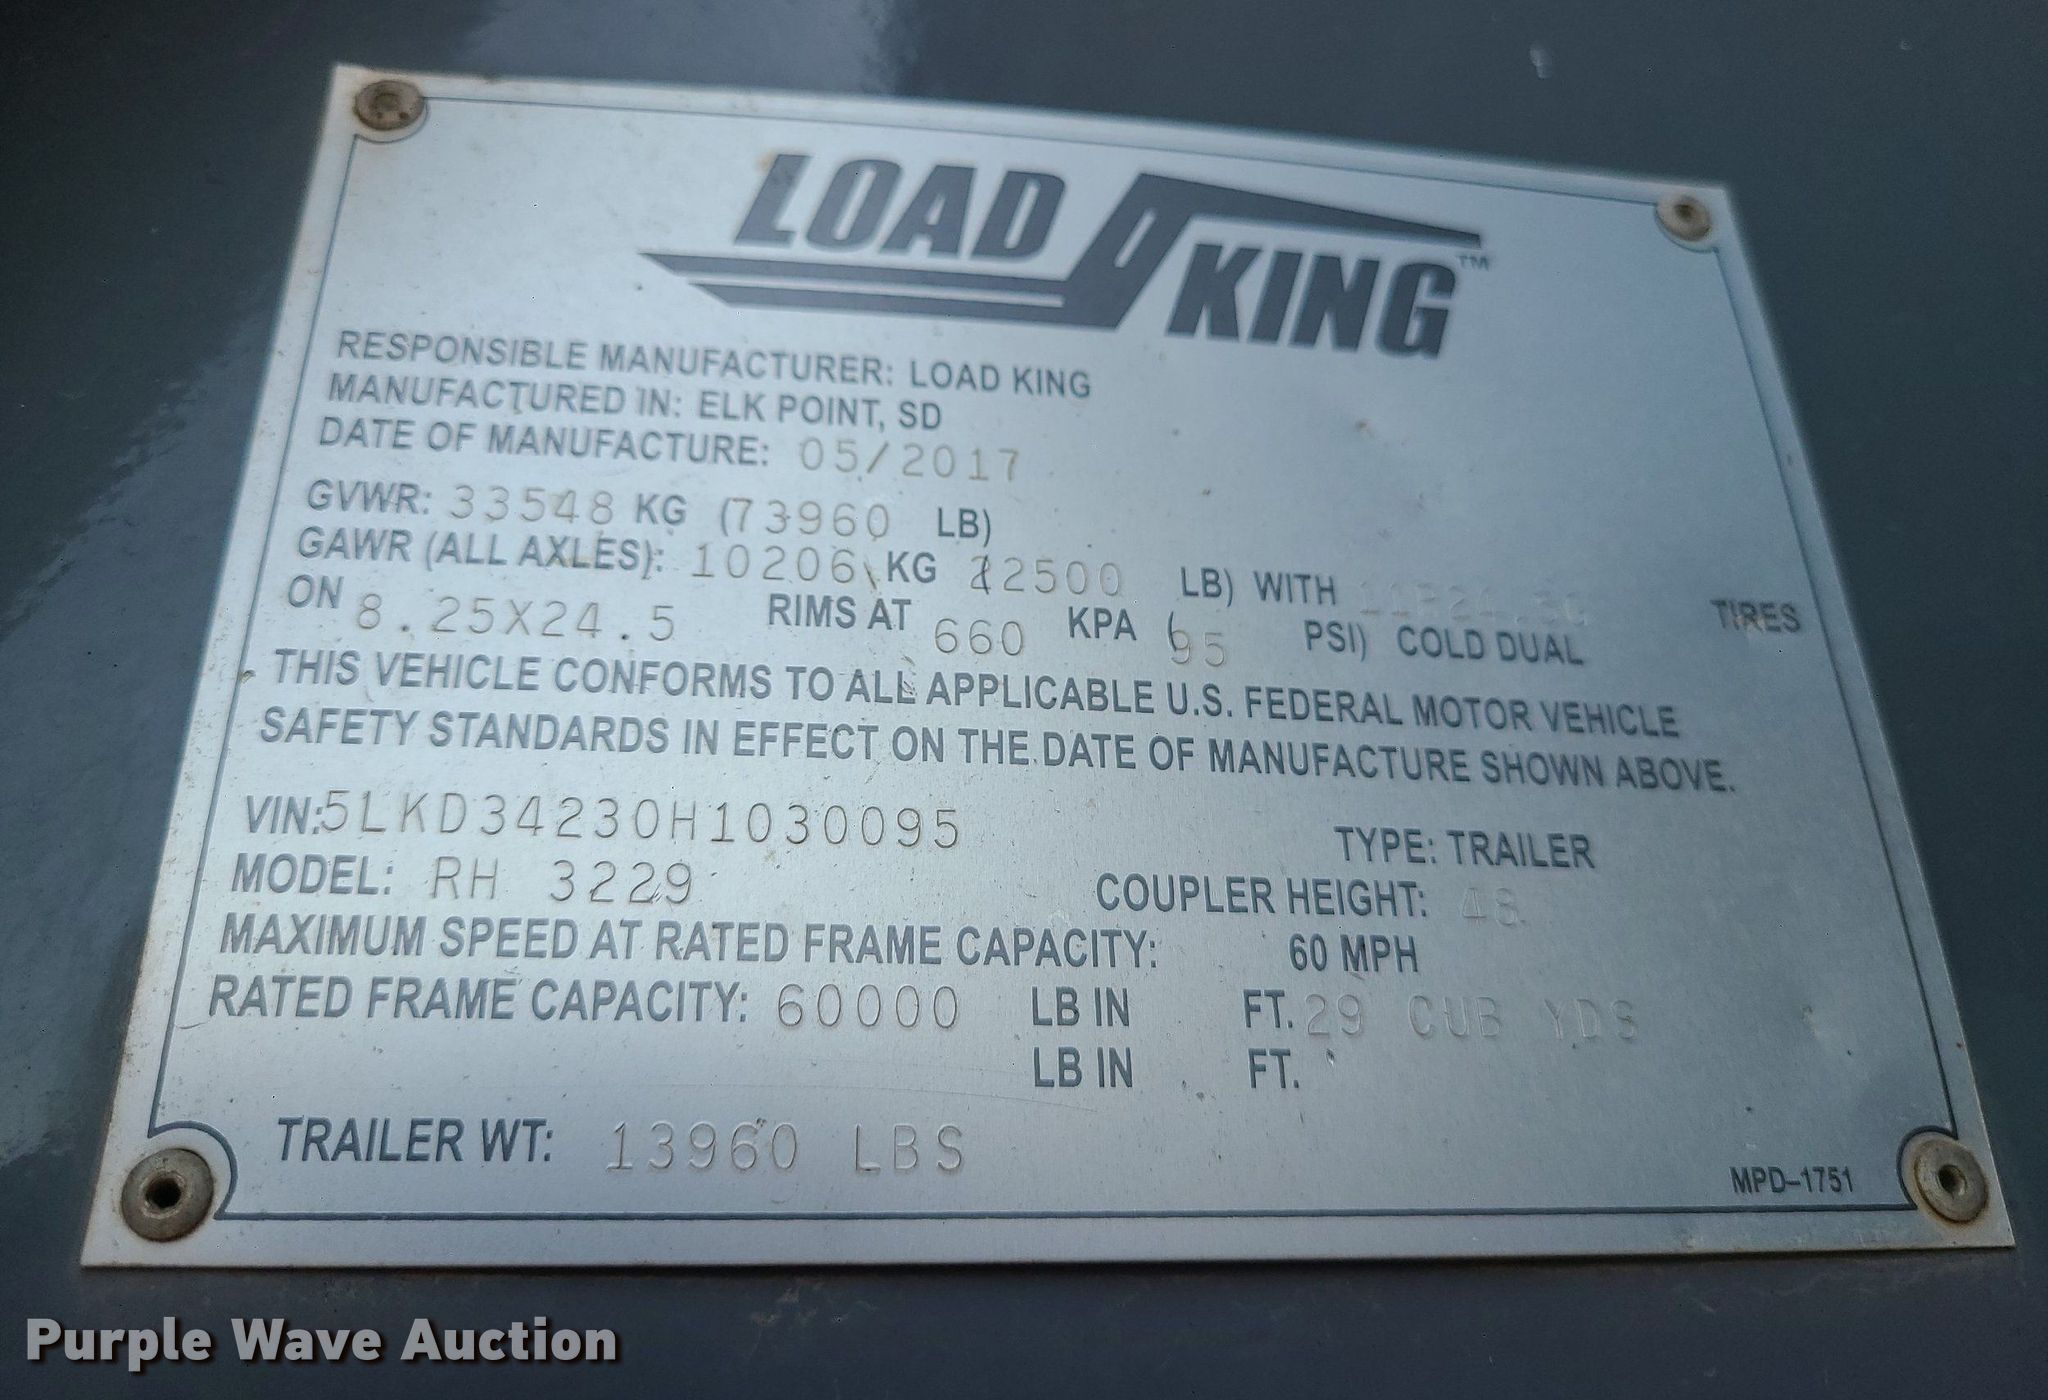 LOAD KING™
RESPONSIBLE MANUFACTURER: LOAD KING
MANUFACTURED IN: ELK POINT, SD
DATE OF MANUFACTURE: 05/2017
GVWR: 33548 KG (73960 LB)
GAWR (ALL AXLES): 10206 KG 22500 LB) WITH TIRES
ON 8.25X24.5 RIMS AT 660 KPA (95 PSI) COLD DUAL
THIS VEHICLE CONFORMS TO ALL APPLICABLE U.S. FEDERAL MOTOR VEHICLE
SAFETY STANDARDS IN EFFECT ON THE DATE OF MANUFACTURE SHOWN ABOVE.
VIN:5LKD34230H1030095 TYPE: TRAILER
MODEL: RH 3229 COUPLER HEIGHT: 48
MAXIMUM SPEED AT RATED FRAME CAPACITY: 60 MPH
RATED FRAME CAPACITY: 60000 LB IN FT. 29 CUB YDS
LB IN FT.
TRAILER WT: 13960 LBS
MPD-1751
Purple Wave Auction